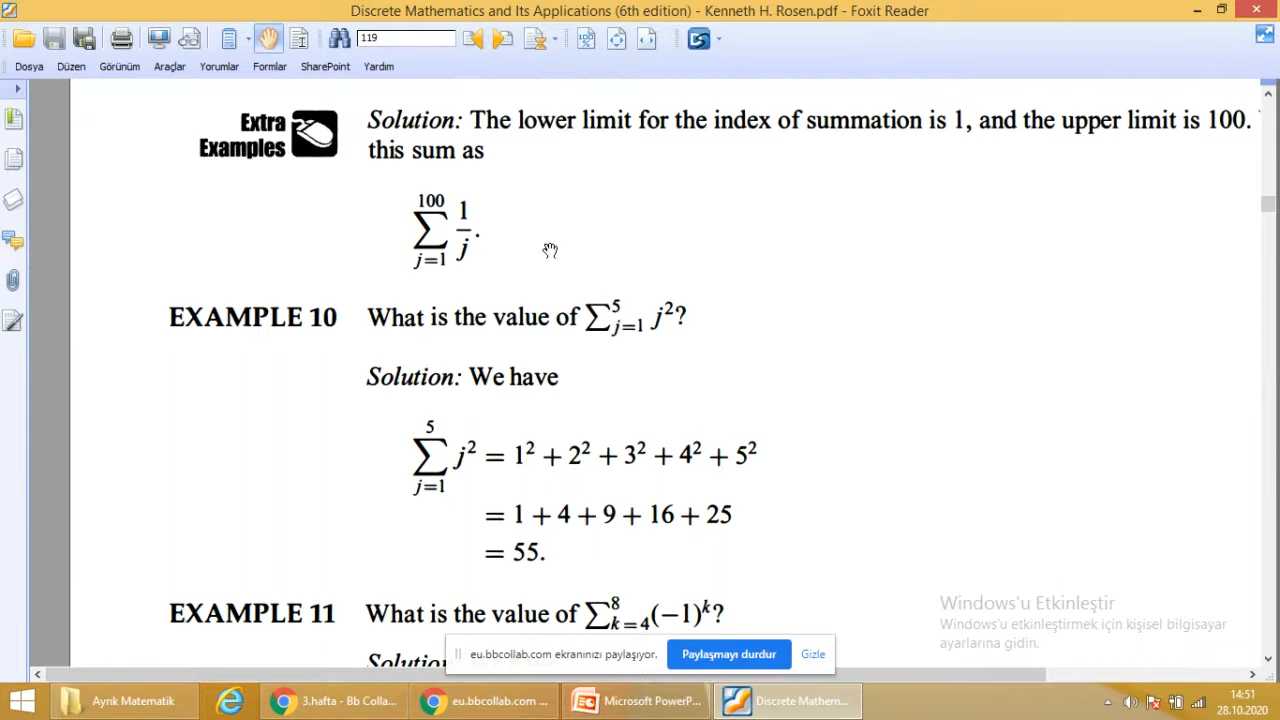 Discrete Mathematics and Its Applications (6th edition) - Kenneth H. Rosen.pdf - Foxit Reader
119
Dosya Düzen Görünüm Araçlar Yorumlar Formlar SharePoint Yardım
Extra Examples
Solution: The lower limit for the index of summation is 1, and the upper limit is 100.
this sum as
∑_{j=1}^{100} 1/j.
EXAMPLE 10 What is the value of ∑_{j=1}^{5} j²?
Solution: We have
∑_{j=1}^{5} j² = 1² + 2² + 3² + 4² + 5²
= 1 + 4 + 9 + 16 + 25
= 55.
EXAMPLE 11 What is the value of ∑_{k=4}^{8} (−1)^k?
Windows'u Etkinleştir
Windows'u etkinleştirmek için kişisel bilgisayar
ayarlarına gidin.
eu.bbcollab.com ekranınızı paylaşıyor. Paylaşmayı durdur Gizle
Ayrık Matematik 3.hafta - Bb Colla... eu.bbcollab.com ... Microsoft PowerP... Discrete Mathem...
14:51
28.10.2020